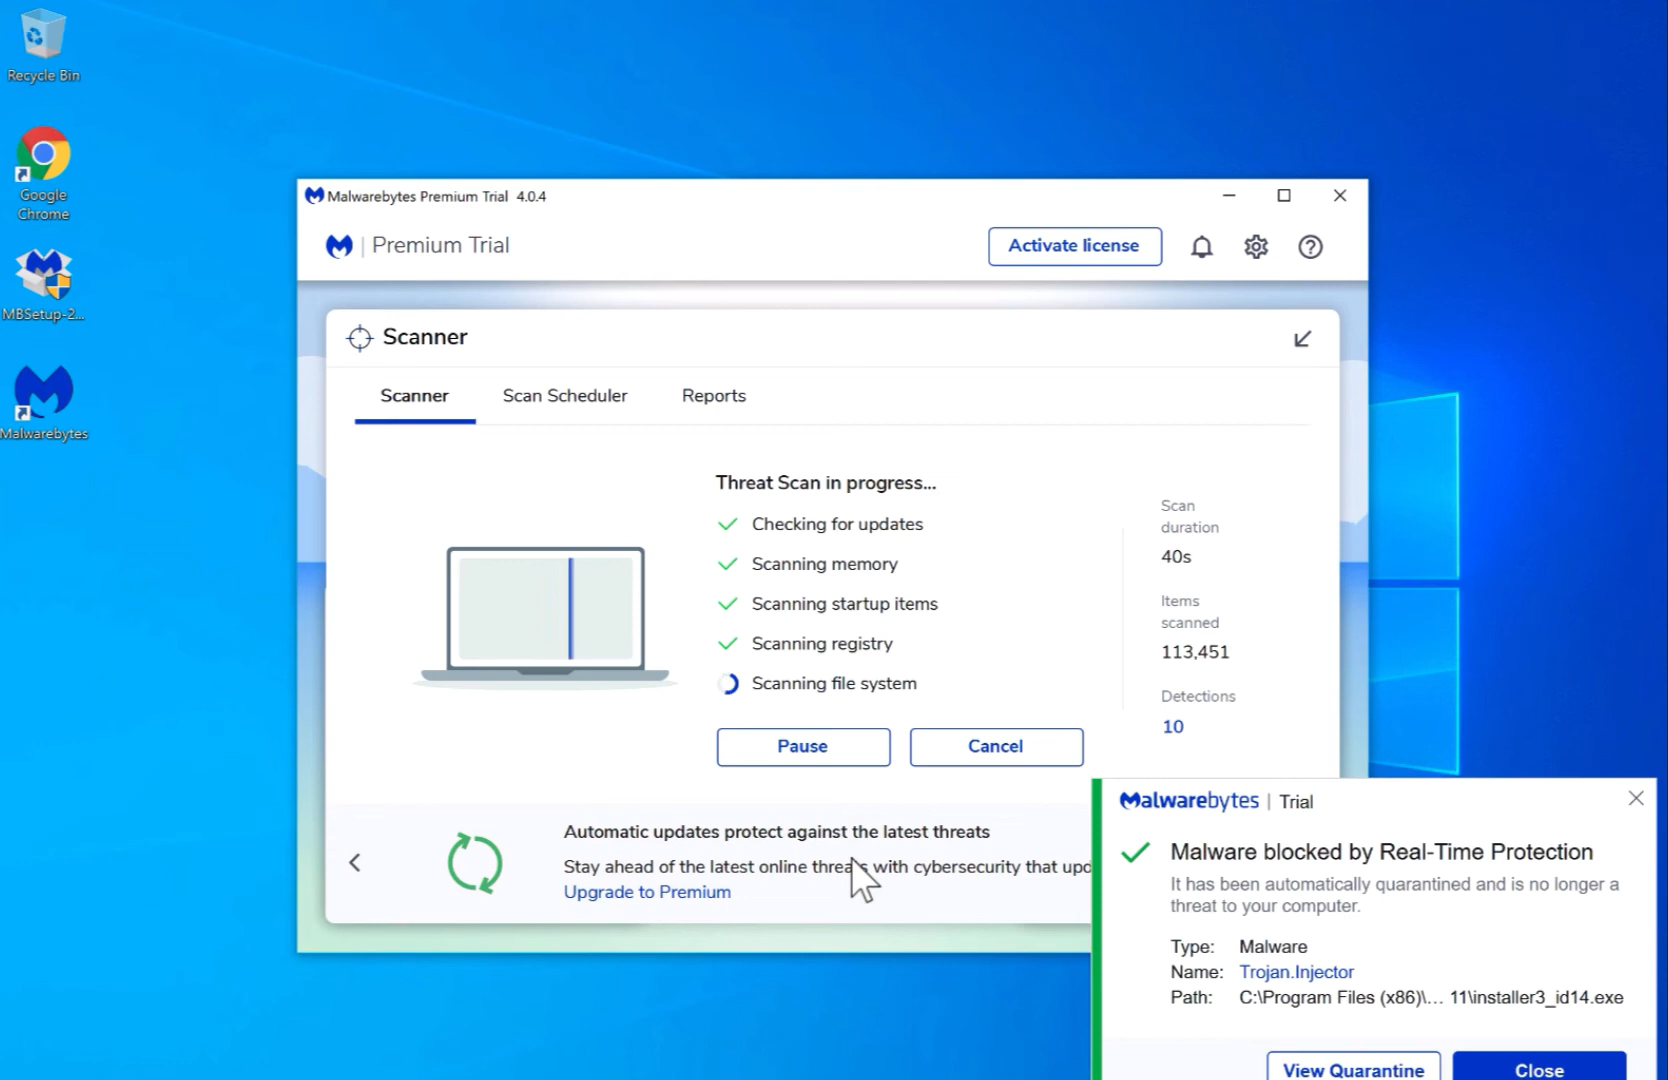 Recycle Bin
Google
Chrome
MBSetup-2...
Malwarebytes
Malwarebytes Premium Trial 4.0.4
Premium Trial
Activate license
Scanner
Scanner
Scan Scheduler
Reports
Threat Scan in progress...
Checking for updates
Scanning memory
Scanning startup items
Scanning registry
Scanning file system
Pause
Cancel
Scan
duration
40s
Items
scanned
113,451
Detections
10
Automatic updates protect against the latest threats
Stay ahead of the latest online threats with cybersecurity that upd
Upgrade to Premium
Malwarebytes | Trial
Malware blocked by Real-Time Protection
It has been automatically quarantined and is no longer a
threat to your computer.
Type: Malware
Name: Trojan.Injector
Path: C:\Program Files (x86)\... 11\installer3_id14.exe
View Quarantine
Close